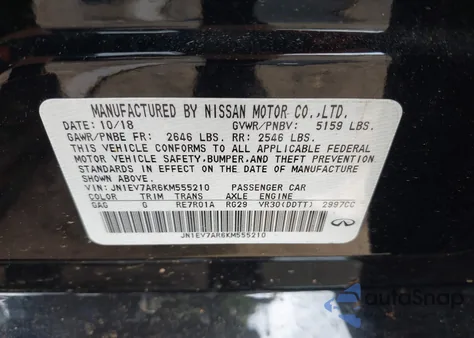 MANUFACTURED BY NISSAN MOTOR CO.,LTD.
DATE: 10/18 GVWR/PNBV: 5159 LBS.
GAWR/PNBE FR: 2646 LBS. RR: 2546 LBS.
THIS VEHICLE CONFORMS TO ALL APPLICABLE FEDERAL
MOTOR VEHICLE SAFETY, BUMPER, AND THEFT PREVENTION
STANDARDS IN EFFECT ON THE DATE OF MANUFACTURE
SHOWN ABOVE.
VIN: JN1EV7AR6KM555210 PASSENGER CAR
COLOR TRIM TRANS AXLE ENGINE
GAG G RE7R01A RG29 VR30(DDTT) 2997CC
JN1EV7AR6KM555210
AutoSnap